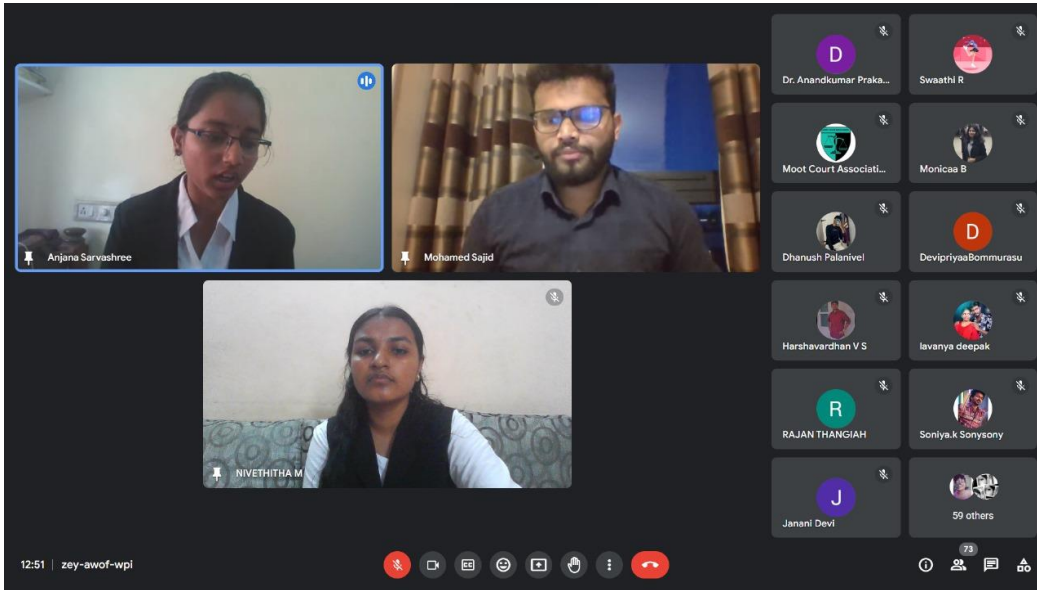 Anjana Sarvashree
Mohamed Sajid
NIVETHITHA M
D
Dr. Anandkumar Praka...
Swaathi R
Moot Court Associati...
Monicaa B
Dhanush Palanivel
D
DevipriyaaBommurasu
Harshavardhan V S
lavanya deepak
R
RAJAN THANGIAH
Soniya.k Sonysony
J
Janani Devi
59 others
12:51 | zey-awof-wpi
CC
73